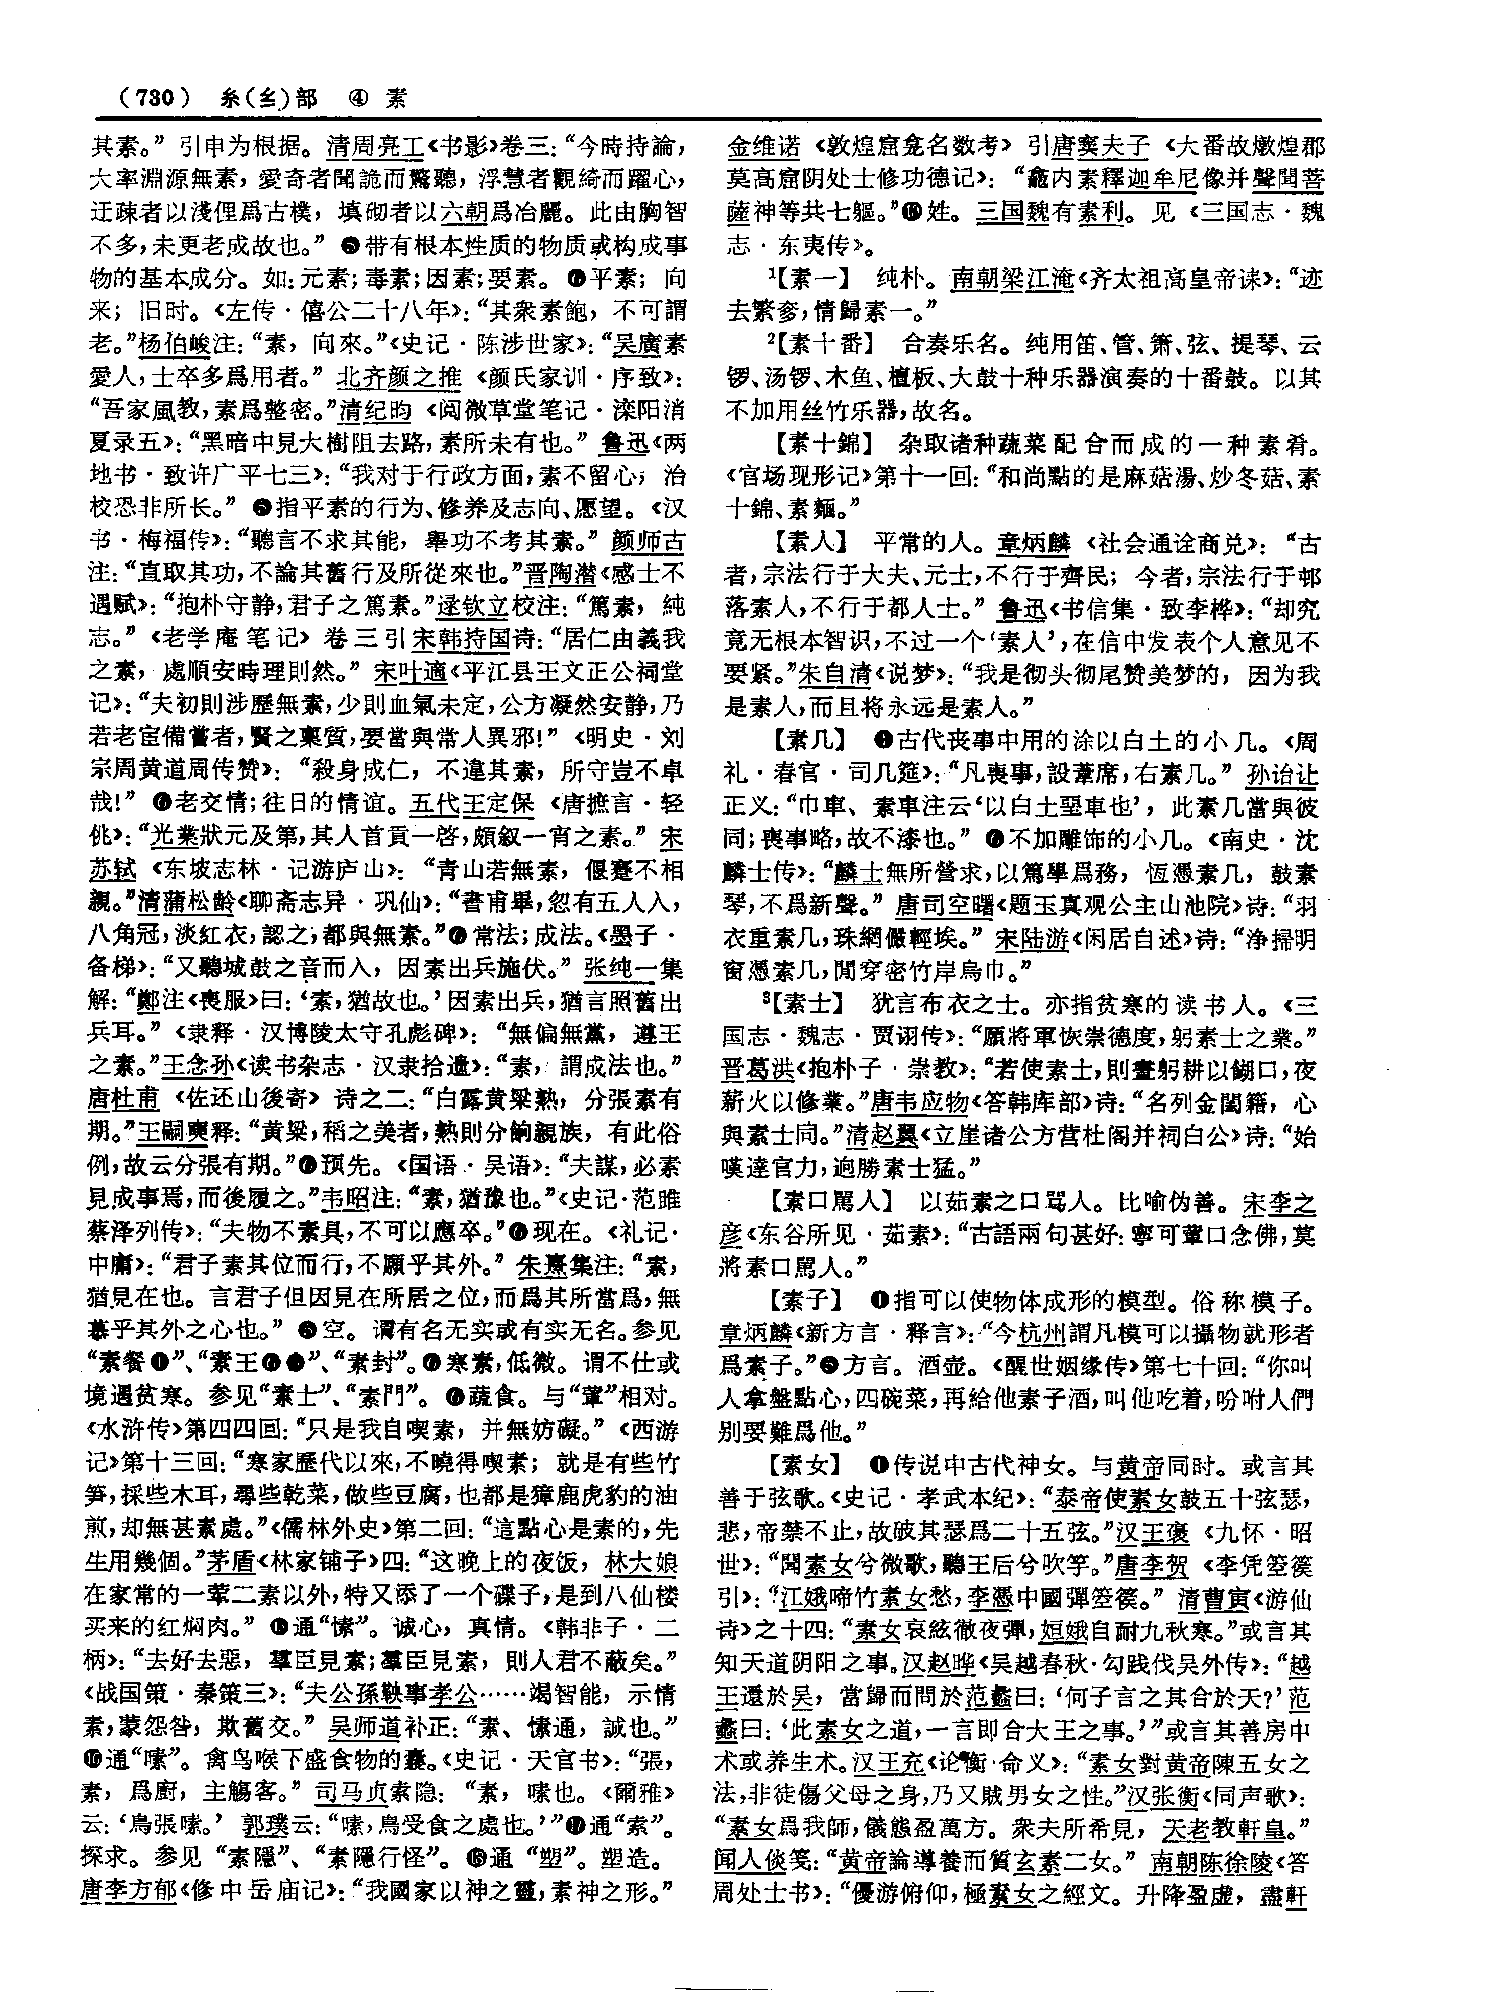 （730） 糸(糹)部 ④ 素
其素。”引申为根据。清周亮工《书影》卷三：“今時持論，
大率淵源無素，愛奇者聞詭而驚聽，浮慧者觀綺而躍心，
迂疎者以淺俚爲古樸，填砌者以六朝爲冶麗。此由胸智
不多，未更老成故也。” 带有根本性质的物质或构成事
物的基本成分。如：元素；毒素；因素；要素。 平素；向
来；旧时。《左传·僖公二十八年》：“其衆素飽，不可謂
老。”杨伯峻注：“素，向來。”《史记·陈涉世家》：“吴廣素
愛人，士卒多爲用者。”北齐颜之推《颜氏家训·序致》：
“吾家風教，素爲整密。”清纪昀《阅微草堂笔记·滦阳消
夏录五》：“黑暗中見大樹阻去路，素所未有也。”鲁迅《两
地书·致许广平七三》：“我对于行政方面，素不留心；治
校恐非所长。” 指平素的行为、修养及志向、愿望。《汉
书·梅福传》：“聽言不求其能，舉功不考其素。”颜师古
注：“直取其功，不論其舊行及所從來也。”晋陶潜《感士不
遇赋》：“抱朴守静，君子之篤素。”逯钦立校注：“篤素，純
志。”《老学庵笔记》卷三引宋韩持国诗：“居仁由義我
之素，處順安時理則然。”宋叶適《平江县王文正公祠堂
记》：“夫初則涉歷無素，少則血氣未定，公方凝然安静，乃
若老宦備嘗者，賢之稟質，要當與常人異邪！”《明史·刘
宗周黄道周传赞》：“殺身成仁，不違其素，所守豈不卓
哉！” 老交情；往日的情谊。五代王定保《唐摭言·轻
佻》：“光業狀元及第，其人首貢一啓，頗叙一宵之素。”宋
苏轼《东坡志林·记游庐山》：“青山若無素，偃蹇不相
親。”清蒲松龄《聊斋志异·巩仙》：“書甫畢，忽有五人入，
八角冠，淡紅衣，認之，都與無素。” 常法；成法。《墨子·
备梯》：“又聽城鼓之音而入，因素出兵施伏。”张纯一集
解：“鄭注《喪服》曰：‘素，猶故也。’因素出兵，猶言照舊出
兵耳。”《隶释·汉博陵太守孔彪碑》：“無偏無黨，遵王
之素。”王念孙《读书杂志·汉隶拾遗》：“素，謂成法也。”
唐杜甫《佐还山後寄》诗之二：“白露黄粱熟，分張素有
期。”王嗣奭释：“黄粱，稻之美者，熟則分餉親族，有此俗
例，故云分張有期。” 预先。《国语·吴语》：“夫謀，必素
見成事焉，而後履之。”韦昭注：“素，猶豫也。”《史记·范雎
蔡泽列传》：“夫物不素具，不可以應卒。” 现在。《礼记·
中庸》：“君子素其位而行，不願乎其外。”朱熹集注：“素，
猶見在也。言君子但因見在所居之位，而爲其所當爲，無
慕乎其外之心也。” 空。谓有名无实或有实无名。参见
“素餐❶”、“素王”、“素封”。 寒素，低微。谓不仕或
境遇贫寒。参见“素士”、“素門”。 蔬食。与“葷”相对。
《水浒传》第四四回：“只是我自喫素，并無妨礙。”《西游
记》第十三回：“寒家歷代以來，不曉得喫素；就是有些竹
笋，採些木耳，尋些乾菜，做些豆腐，也都是獐鹿虎豹的油
煎，却無甚素處。”《儒林外史》第二回：“這點心是素的，先
生用幾個。”茅盾《林家铺子》四：“这晚上的夜饭，林大娘
在家常的一荤二素以外，特又添了一个碟子，是到八仙楼
买来的红焖肉。” 通“愫”。诚心，真情。《韩非子·二
柄》：“去好去惡，羣臣見素；羣臣見素，則人君不蔽矣。”
《战国策·秦策三》：“夫公孫鞅事孝公……竭智能，示情
素，蒙怨咎，欺舊交。”吴师道补正：“素、愫通，誠也。”
通“嗉”。禽鸟喉下盛食物的囊。《史记·天官书》：“張，
素，爲廚，主觴客。”司马贞索隐：“素，嗉也。《爾雅》
云：‘鳥張嗉。’郭璞云：“嗉，鳥受食之處也。’” 通“索”。
探求。参见“素隱”、“素隱行怪”。 通“塑”。塑造。
唐李方郁《修中岳庙记》：“我國家以神之靈，素神之形。”
金维诺《敦煌窟龛名数考》引唐窦夫子《大番故燉煌郡
莫高窟阴处士修功德记》：“龕内素釋迦牟尼像并聲聞菩
薩神等共七軀。” 姓。三国魏有素利。见《三国志·魏
志·东夷传》。
¹【素一】 纯朴。南朝梁江淹《齐太祖高皇帝诔》：“迹
去繁奓，情歸素一。”
²【素十番】 合奏乐名。纯用笛、管、箫、弦、提琴、云
锣、汤锣、木鱼、檀板、大鼓十种乐器演奏的十番鼓。以其
不加用丝竹乐器，故名。
【素十錦】 杂取诸种蔬菜配合而成的一种素肴。
《官场现形记》第十一回：“和尚點的是麻菇湯、炒冬菇、素
十錦、素麵。”
【素人】 平常的人。章炳麟《社会通诠商兑》：“古
者，宗法行于大夫、元士，不行于齊民；今者，宗法行于邨
落素人，不行于都人士。”鲁迅《书信集·致李桦》：“却究
竟无根本智识，不过一个‘素人’，在信中发表个人意见不
要紧。”朱自清《说梦》：“我是彻头彻尾赞美梦的，因为我
是素人，而且将永远是素人。”
【素几】 ❶古代丧事中用的涂以白土的小几。《周
礼·春官·司几筵》：“凡喪事，設葦席，右素几。”孙诒让
正义：“巾車、素車注云‘以白土堊車也’，此素几當與彼
同；喪事略，故不漆也。” ❷不加雕饰的小几。《南史·沈
麟士传》：“麟士無所營求，以篤學爲務，恆憑素几，鼓素
琴，不爲新聲。”唐司空曙《题玉真观公主山池院》诗：“羽
衣重素几，珠網儼輕埃。”宋陆游《闲居自述》诗：“净掃明
窗憑素几，閒穿密竹岸烏巾。”
³【素士】 犹言布衣之士。亦指贫寒的读书人。《三
国志·魏志·贾诩传》：“願將軍恢崇德度，躬素士之業。”
晋葛洪《抱朴子·崇教》：“若使素士，則晝躬耕以餬口，夜
薪火以修業。”唐韦应物《答韩库部》诗：“名列金閨籍，心
與素士同。”清赵翼《立崖诸公方营杜阁并祠白公》诗：“始
嘆達官力，逈勝素士猛。”
【素口駡人】 以茹素之口骂人。比喻伪善。宋李之
彦《东谷所见·茹素》：“古語兩句甚好：寧可葷口念佛，莫
將素口駡人。”
【素子】 ❶指可以使物体成形的模型。俗称模子。
章炳麟《新方言·释言》：“今杭州謂凡模可以攝物就形者
爲素子。”❷方言。酒壶。《醒世姻缘传》第七十回：“你叫
人拿盤點心，四碗菜，再給他素子酒，叫他吃着，吩咐人們
别要難爲他。”
【素女】 ❶传说中古代神女。与黄帝同时。或言其
善于弦歌。《史记·孝武本纪》：“泰帝使素女鼓五十弦瑟，
悲，帝禁不止，故破其瑟爲二十五弦。”汉王褒《九怀·昭
世》：“聞素女兮微歌，聽王后兮吹竽。”唐李贺《李凭箜篌
引》：“江娥啼竹素女愁，李憑中國彈箜篌。”清曹寅《游仙
诗》之十四：“素女哀絃徹夜彈，姮娥自耐九秋寒。”或言其
知天道阴阳之事。汉赵晔《吴越春秋·勾践伐吴外传》：“越
王還於吴，當歸而問於范蠡曰：‘何子言之其合於天？’范
蠡曰：‘此素女之道，一言即合大王之事。’”或言其善房中
术或养生术。汉王充《论衡·命义》：“素女對黄帝陳五女之
法，非徒傷父母之身，乃又賊男女之性。”汉张衡《同声歌》：
“素女爲我師，儀態盈萬方。衆夫所希見，天老教軒皇。”
闻人倓笺：“黄帝論導養而質玄素二女。”南朝陈徐陵《答
周处士书》：“優游俯仰，極素女之經文。升降盈虚，盡軒